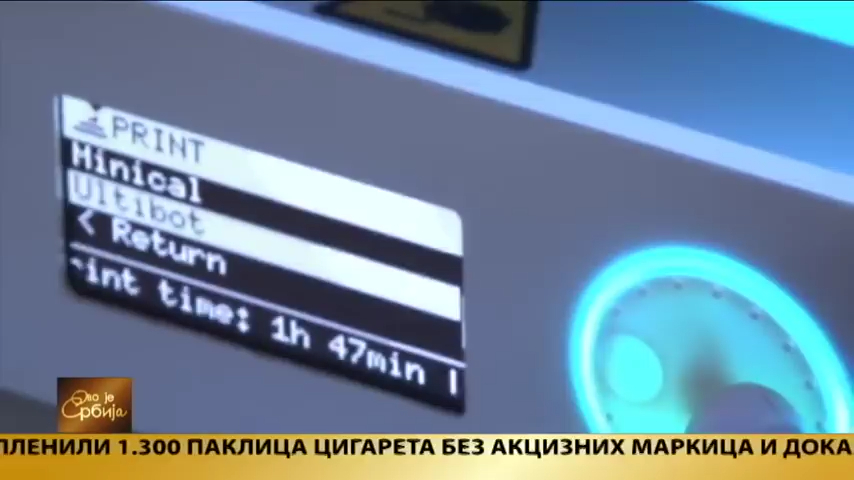 PRINT
Minical
Ultibot
< Return
int time: 1h 47min |
Ово је
Србија
ПЛЕНИЛИ 1.300 ПАКЛИЦА ЦИГАРЕТА БЕЗ АКЦИЗНИХ МАРКИЦА И ДОКА